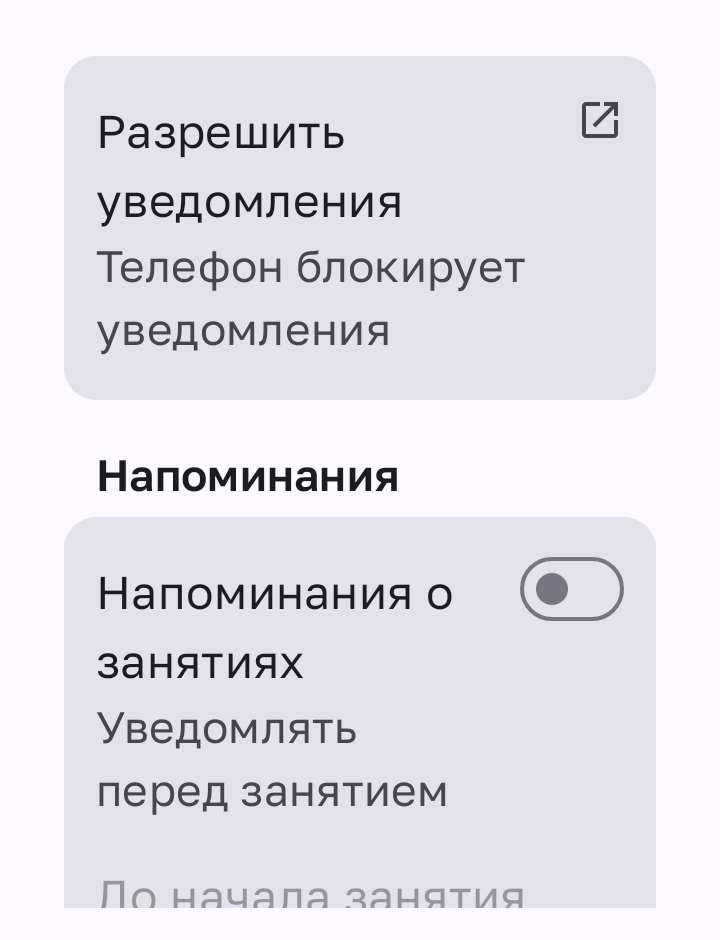 Разрешить
уведомления
Телефон блокирует
уведомления
Напоминания
Напоминания о
занятиях
Уведомлять
перед занятием
До начала занятия